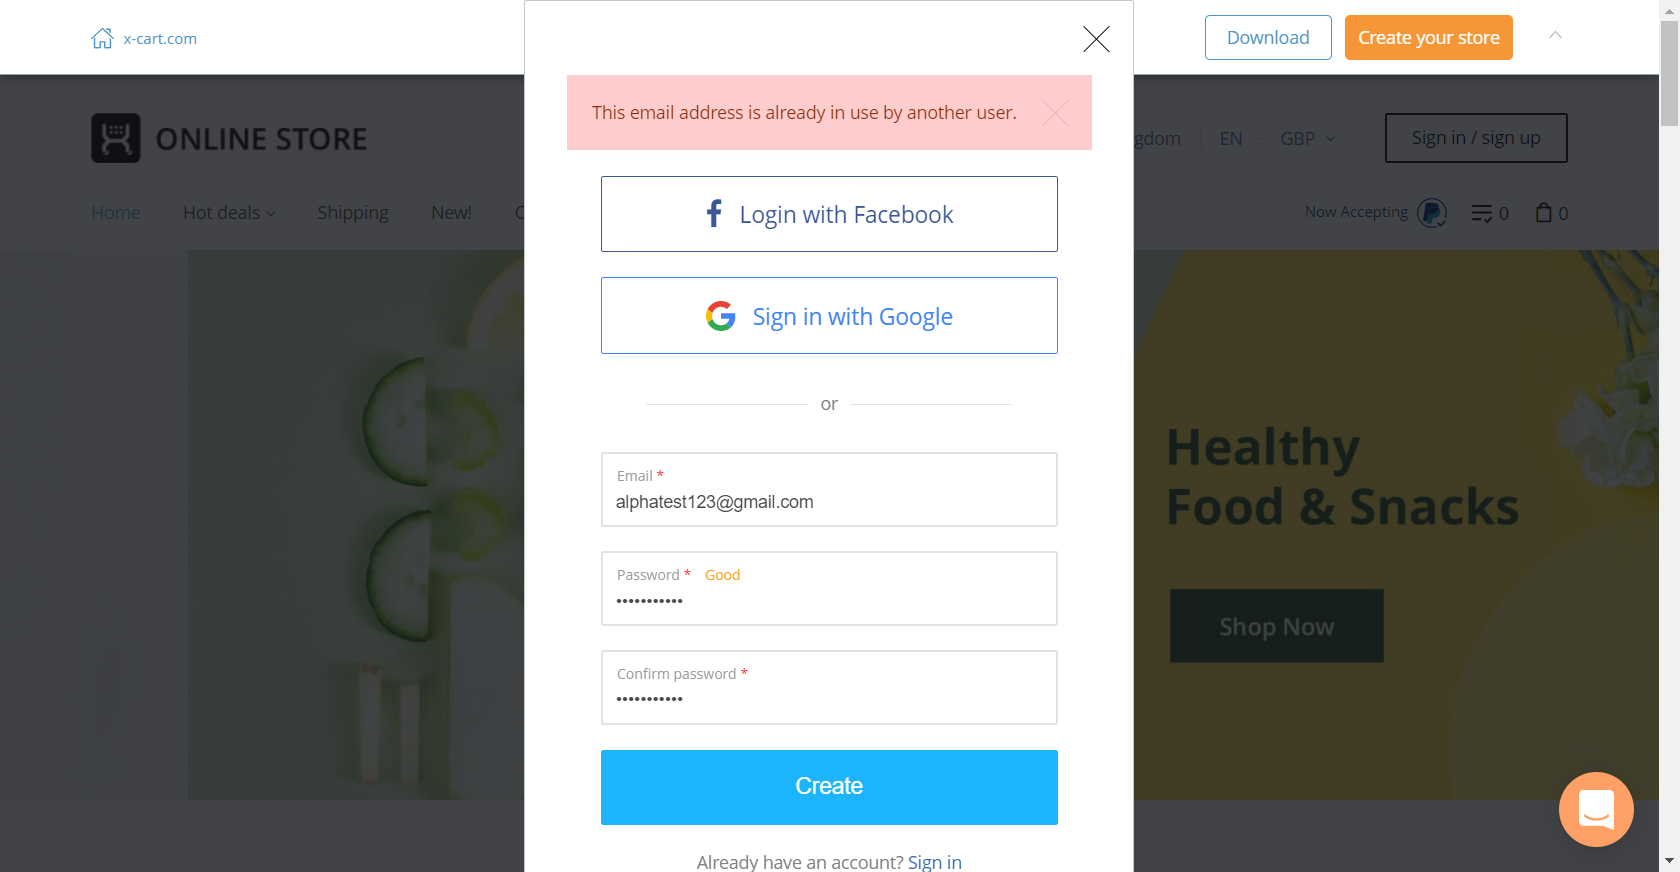 x-cart.com
Download
Create your store
This email address is already in use by another user.
ONLINE STORE
EN
GBP
Sign in / sign up
Home
Hot deals
Shipping
New!
Now Accepting
0
0
Login with Facebook
Sign in with Google
or
Email *
alphatest123@gmail.com
Password * Good
•••••••••••
Confirm password *
•••••••••••
Create
Already have an account? Sign in
Healthy
Food & Snacks
Shop Now